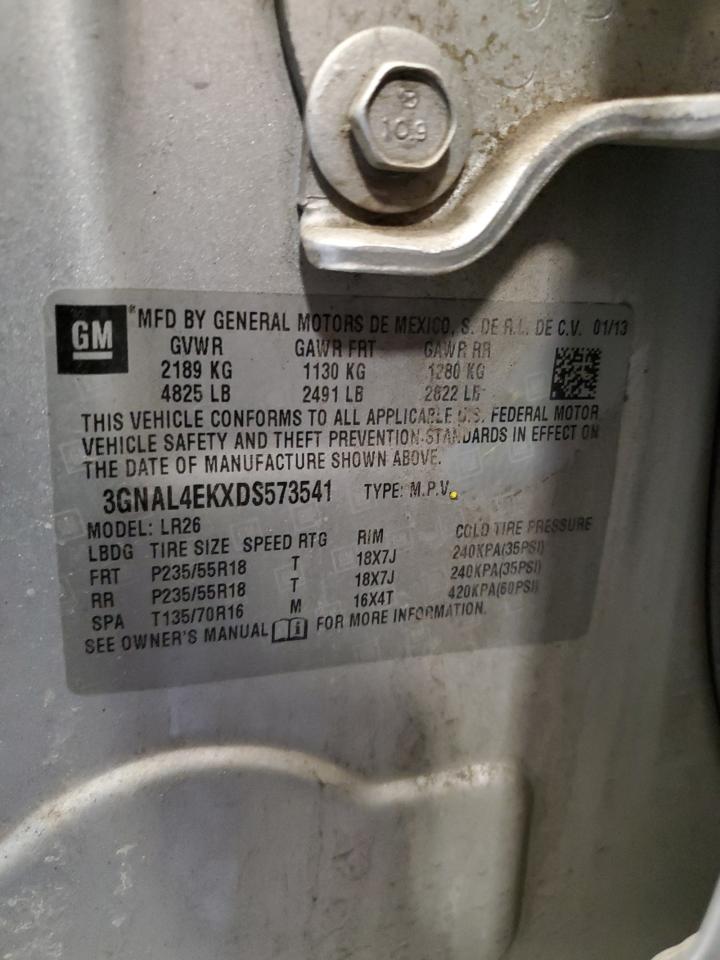 10.9
GM
MFD BY GENERAL MOTORS DE MEXICO, S. DE R.L. DE C.V. 01/13
GVWR GAWR FRT GAWR RR
2189 KG 1130 KG 1280 KG
4825 LB 2491 LB 2822 LB
THIS VEHICLE CONFORMS TO ALL APPLICABLE U.S. FEDERAL MOTOR
VEHICLE SAFETY AND THEFT PREVENTION STANDARDS IN EFFECT ON
THE DATE OF MANUFACTURE SHOWN ABOVE.
3GNAL4EKXDS573541 TYPE: M.P.V.
MODEL: LR26
LBDG TIRE SIZE SPEED RTG RIM COLD TIRE PRESSURE
FRT P235/55R18 T 18X7J 240KPA(35PSI)
RR P235/55R18 T 18X7J 240KPA(35PSI)
SPA T135/70R16 M 16X4T 420KPA(60PSI)
SEE OWNER'S MANUAL FOR MORE INFORMATION.